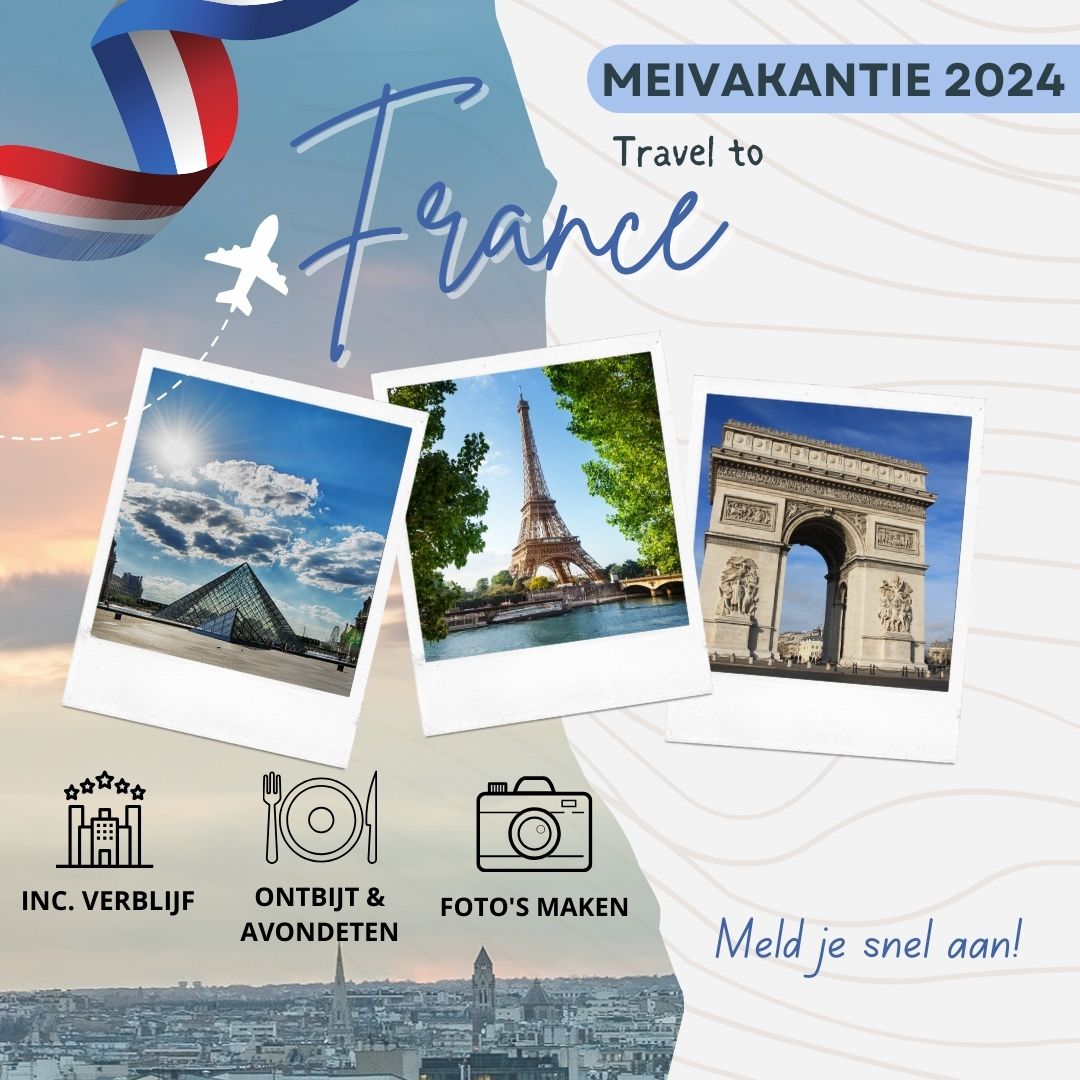 MEIVAKANTIE 2024
Travel to
France
INC. VERBLIJF
ONTBIJT &
AVONDETEN
FOTO'S MAKEN
Meld je snel aan!